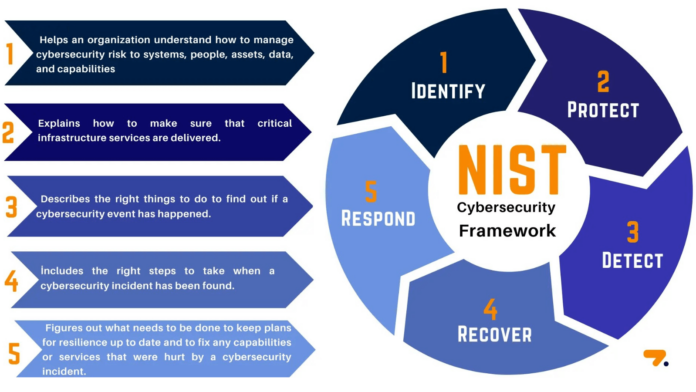 1
Helps an organization understand how to manage
cybersecurity risk to systems, people, assets, data,
and capabilities
2
Explains how to make sure that critical
infrastructure services are delivered.
3
Describes the right things to do to find out if a
cybersecurity event has happened.
4
Includes the right steps to take when a
cybersecurity incident has been found.
5
Figures out what needs to be done to keep plans
for resilience up to date and to fix any capabilities
or services that were hurt by a cybersecurity
incident.
1
IDENTIFY
2
PROTECT
3
DETECT
4
RECOVER
5
RESPOND
NIST
Cybersecurity
Framework